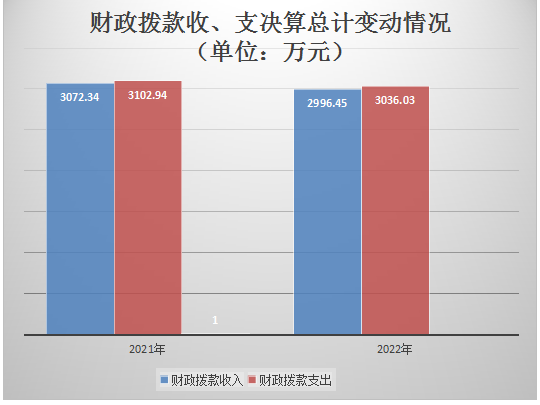 财政拨款收、支决算总计变动情况
（单位：万元）
3072.34
3102.94
2996.45
3036.03
1
2021年
2022年
财政拨款收入
财政拨款支出